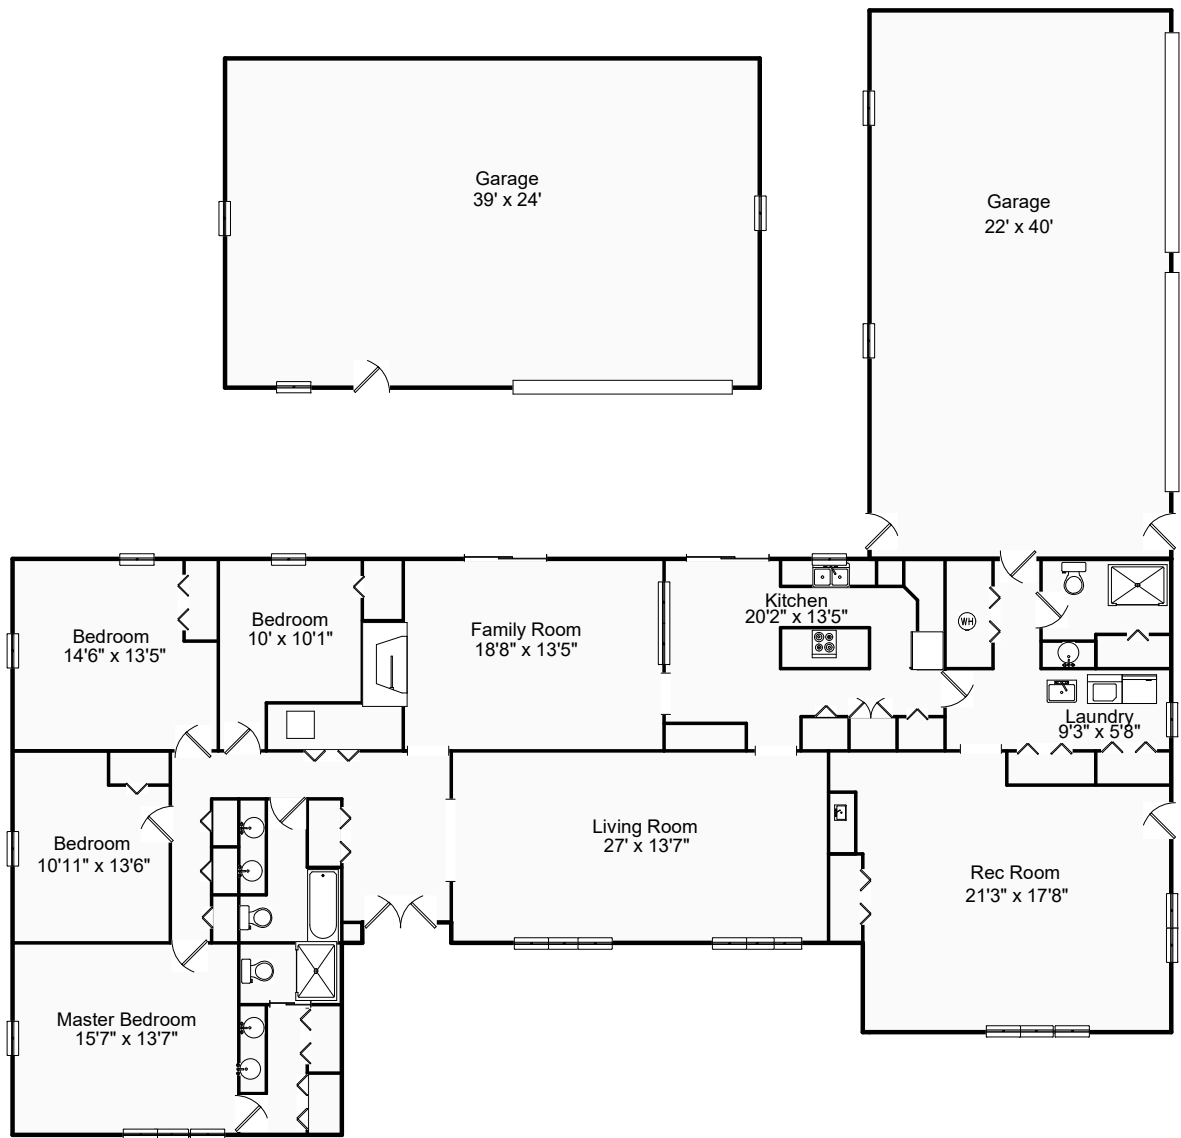 Garage
39' x 24'
Garage
22' x 40'
Bedroom
14'6" x 13'5"
Bedroom
10' x 10'1"
Family Room
18'8" x 13'5"
Kitchen
20'2" x 13'5"
WH
Laundry
9'3" x 5'8"
Bedroom
10'11" x 13'6"
Living Room
27' x 13'7"
Rec Room
21'3" x 17'8"
Master Bedroom
15'7" x 13'7"